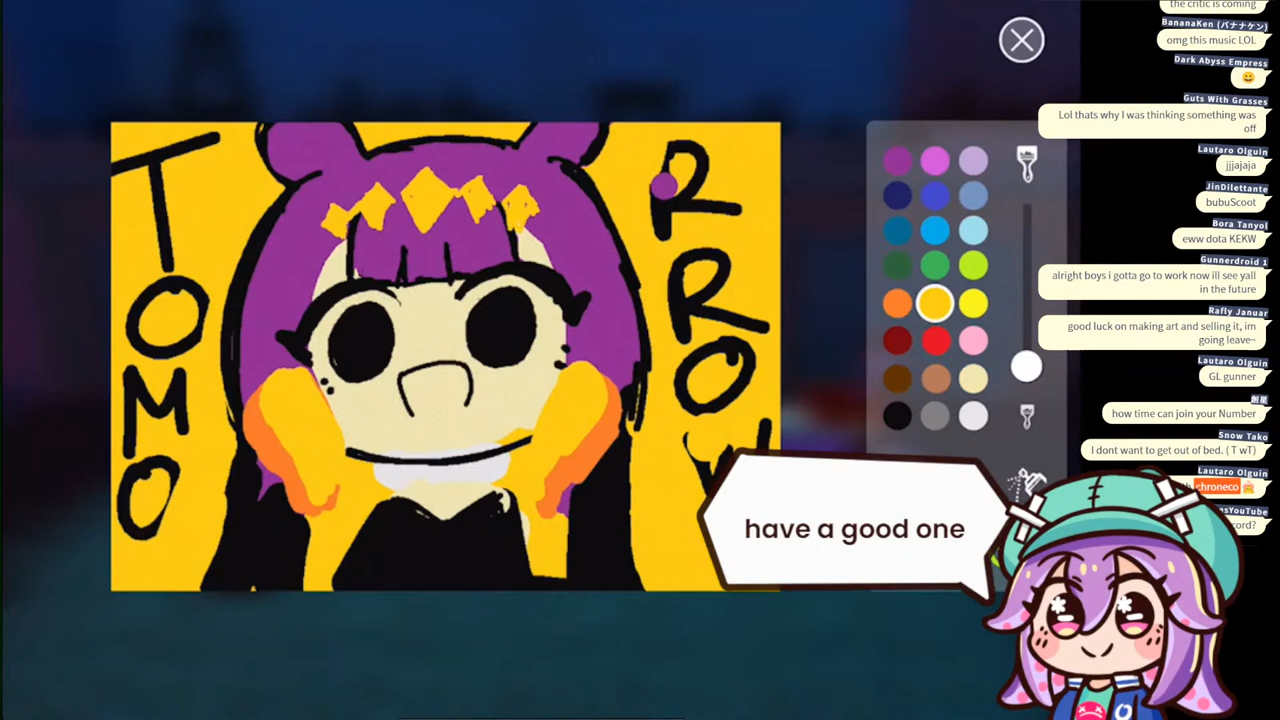 TOMO
RROW
have a good one
the critic is coming
BananaKen (バナナケン)
omg this music LOL
Dark Abyss Empress
Guts With Grasses
Lol thats why I was thinking something was
off
Lautaro Olguin
jjjajaja
JinDilettante
bubuScoot
Bora Tanyol
eww dota KEKW
Gunnerdroid 1
alright boys i gotta go to work now ill see yall
in the future
Rafly Januar
good luck on making art and selling it, im
going leave~
Lautaro Olguin
GL gunner
創星
how time can join your Number
Snow Tako
I dont want to get out of bed. ( T wT)
Lautaro Olguin
chroneco
esYouTube
cord?